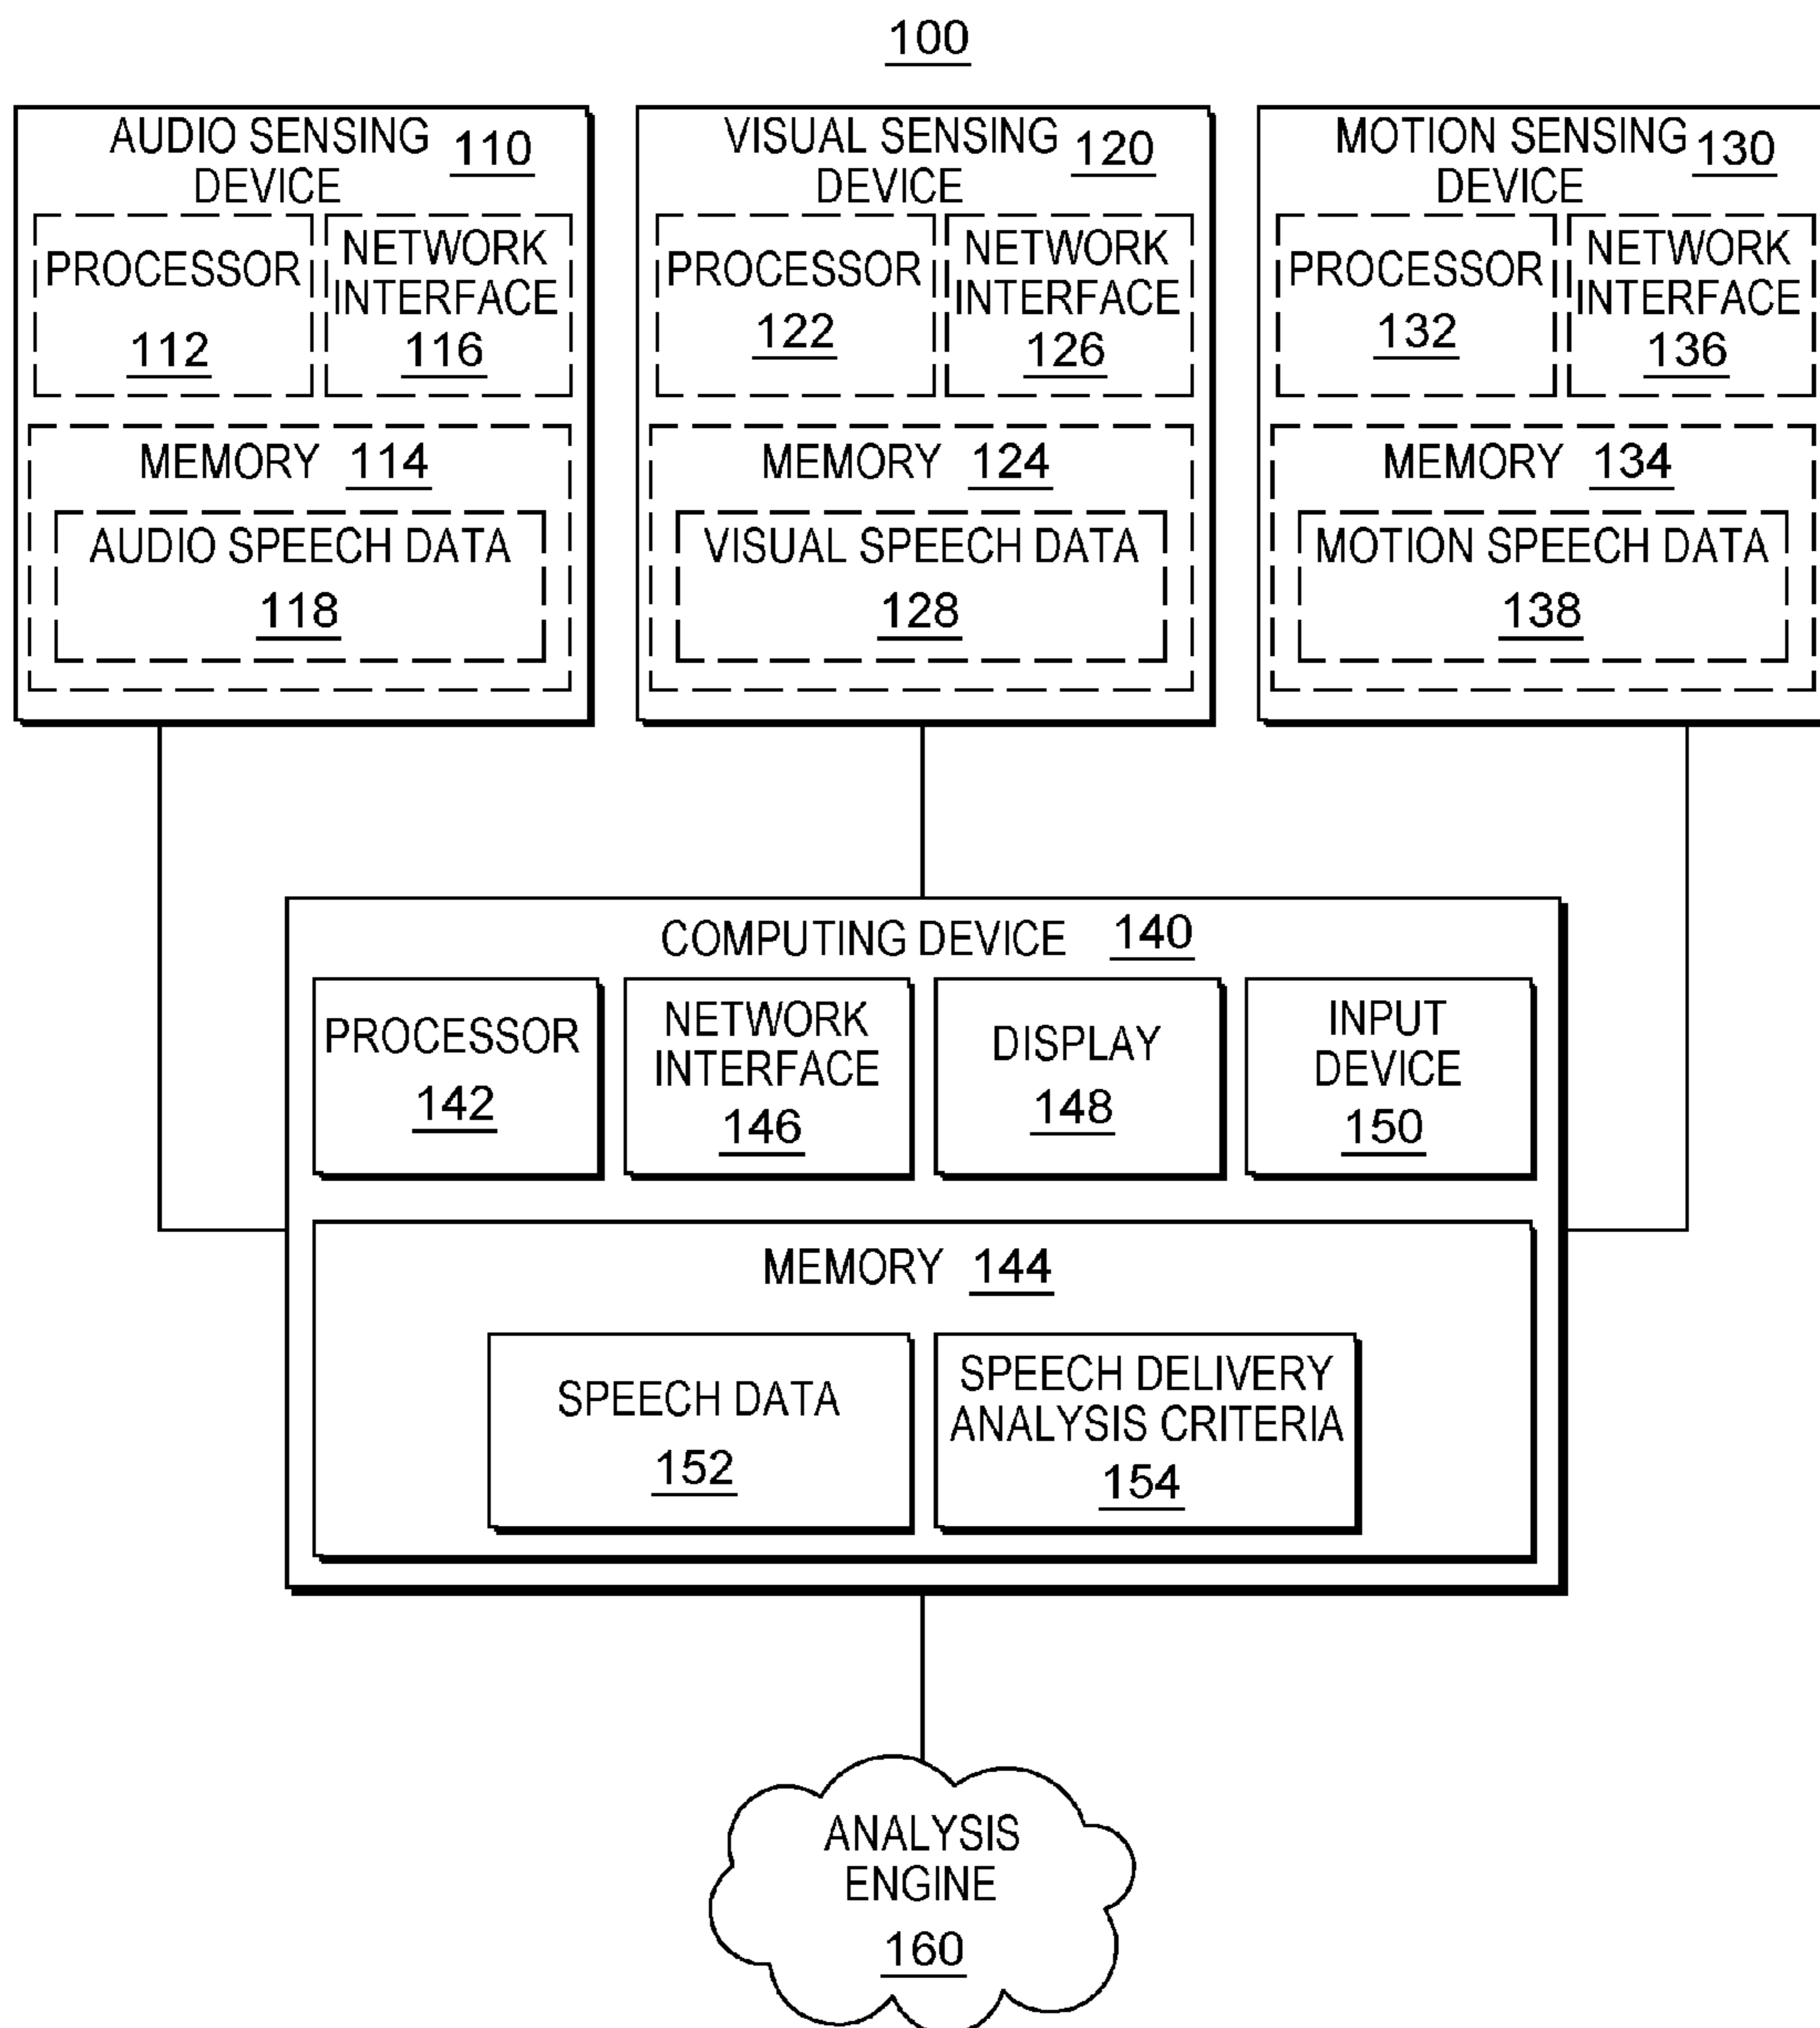 100
AUDIO SENSING
DEVICE
110
PROCESSOR
112
NETWORK
INTERFACE
116
MEMORY 114
AUDIO SPEECH DATA
118
VISUAL SENSING
DEVICE
120
PROCESSOR
122
NETWORK
INTERFACE
126
MEMORY 124
VISUAL SPEECH DATA
128
MOTION SENSING
DEVICE
130
PROCESSOR
132
NETWORK
INTERFACE
136
MEMORY 134
MOTION SPEECH DATA
138
COMPUTING DEVICE 140
PROCESSOR
142
NETWORK
INTERFACE
146
DISPLAY
148
INPUT
DEVICE
150
MEMORY 144
SPEECH DATA
152
SPEECH DELIVERY
ANALYSIS CRITERIA
154
ANALYSIS
ENGINE
160